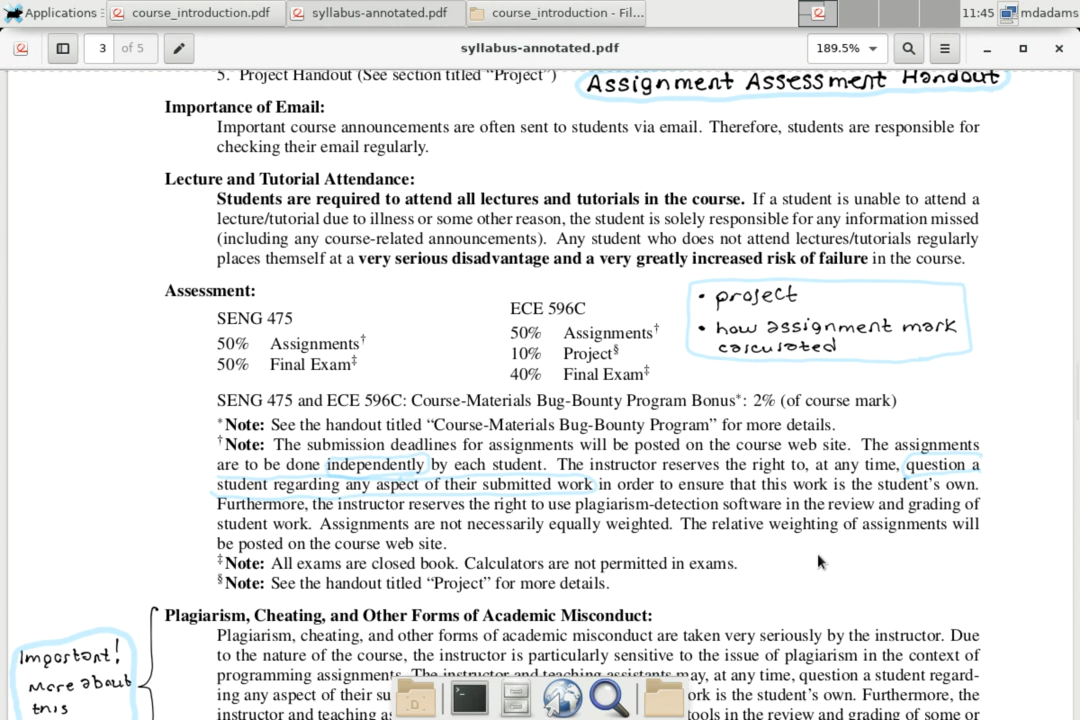 Applications
course_introduction.pdf
syllabus-annotated.pdf
course_introduction - Fil...
11:45
mdadams
3 of 5
syllabus-annotated.pdf
189.5%
5. Project Handout (See section titled “Project”)
Assignment Assessment Handout
Importance of Email:
Important course announcements are often sent to students via email. Therefore, students are responsible for
checking their email regularly.
Lecture and Tutorial Attendance:
Students are required to attend all lectures and tutorials in the course. If a student is unable to attend a
lecture/tutorial due to illness or some other reason, the student is solely responsible for any information missed
(including any course-related announcements). Any student who does not attend lectures/tutorials regularly
places themself at a very serious disadvantage and a very greatly increased risk of failure in the course.
Assessment:
SENG 475
50% Assignments†
50% Final Exam‡
ECE 596C
50% Assignments†
10% Project§
40% Final Exam‡
• project
• how assignment mark
calculated
SENG 475 and ECE 596C: Course-Materials Bug-Bounty Program Bonus*: 2% (of course mark)
*Note: See the handout titled “Course-Materials Bug-Bounty Program” for more details.
†Note: The submission deadlines for assignments will be posted on the course web site. The assignments
are to be done independently by each student. The instructor reserves the right to, at any time, question a
student regarding any aspect of their submitted work in order to ensure that this work is the student’s own.
Furthermore, the instructor reserves the right to use plagiarism-detection software in the review and grading of
student work. Assignments are not necessarily equally weighted. The relative weighting of assignments will
be posted on the course web site.
‡Note: All exams are closed book. Calculators are not permitted in exams.
§Note: See the handout titled “Project” for more details.
Plagiarism, Cheating, and Other Forms of Academic Misconduct:
Important!
More about
this
Plagiarism, cheating, and other forms of academic misconduct are taken very seriously by the instructor. Due
to the nature of the course, the instructor is particularly sensitive to the issue of plagiarism in the context of
programming assignments. The instructor and teaching assistants may, at any time, question a student regard-
ing any aspect of their su ork is the student’s own. Furthermore, the
instructor and teaching as tools in the review and grading of some or